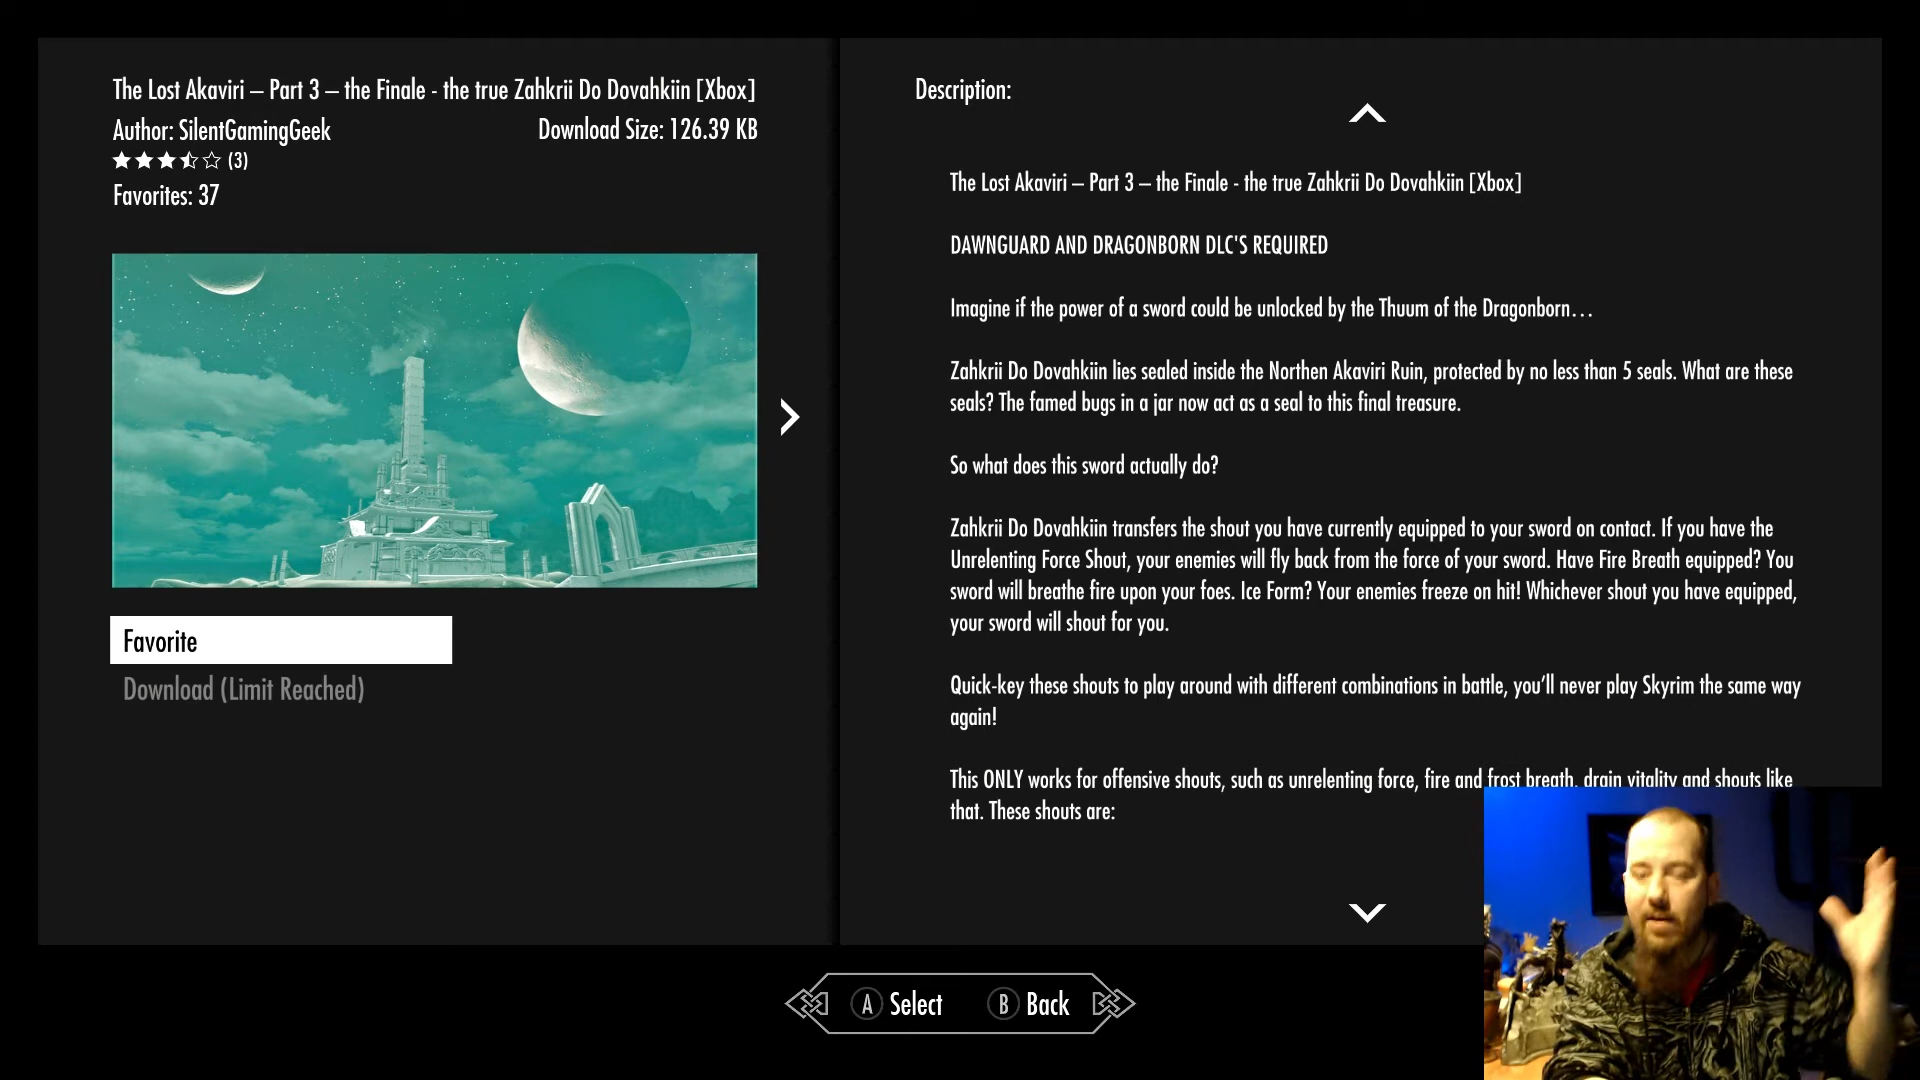 The Lost Akaviri – Part 3 – the Finale - the true Zahkrii Do Dovahkiin [Xbox]
Author: SilentGamingGeek
Download Size: 126.39 KB
(3)
Favorites: 37
Favorite
Download (Limit Reached)
Description:
The Lost Akaviri – Part 3 – the Finale - the true Zahkrii Do Dovahkiin [Xbox]
DAWNGUARD AND DRAGONBORN DLC'S REQUIRED
Imagine if the power of a sword could be unlocked by the Thuum of the Dragonborn…
Zahkrii Do Dovahkiin lies sealed inside the Northen Akaviri Ruin, protected by no less than 5 seals. What are these
seals? The famed bugs in a jar now act as a seal to this final treasure.
So what does this sword actually do?
Zahkrii Do Dovahkiin transfers the shout you have currently equipped to your sword on contact. If you have the
Unrelenting Force Shout, your enemies will fly back from the force of your sword. Have Fire Breath equipped? You
sword will breathe fire upon your foes. Ice Form? Your enemies freeze on hit! Whichever shout you have equipped,
your sword will shout for you.
Quick-key these shouts to play around with different combinations in battle, you’ll never play Skyrim the same way
again!
This ONLY works for offensive shouts, such as unrelenting force, fire and frost breath, drain vitality and shouts like
that. These shouts are:
A Select B Back